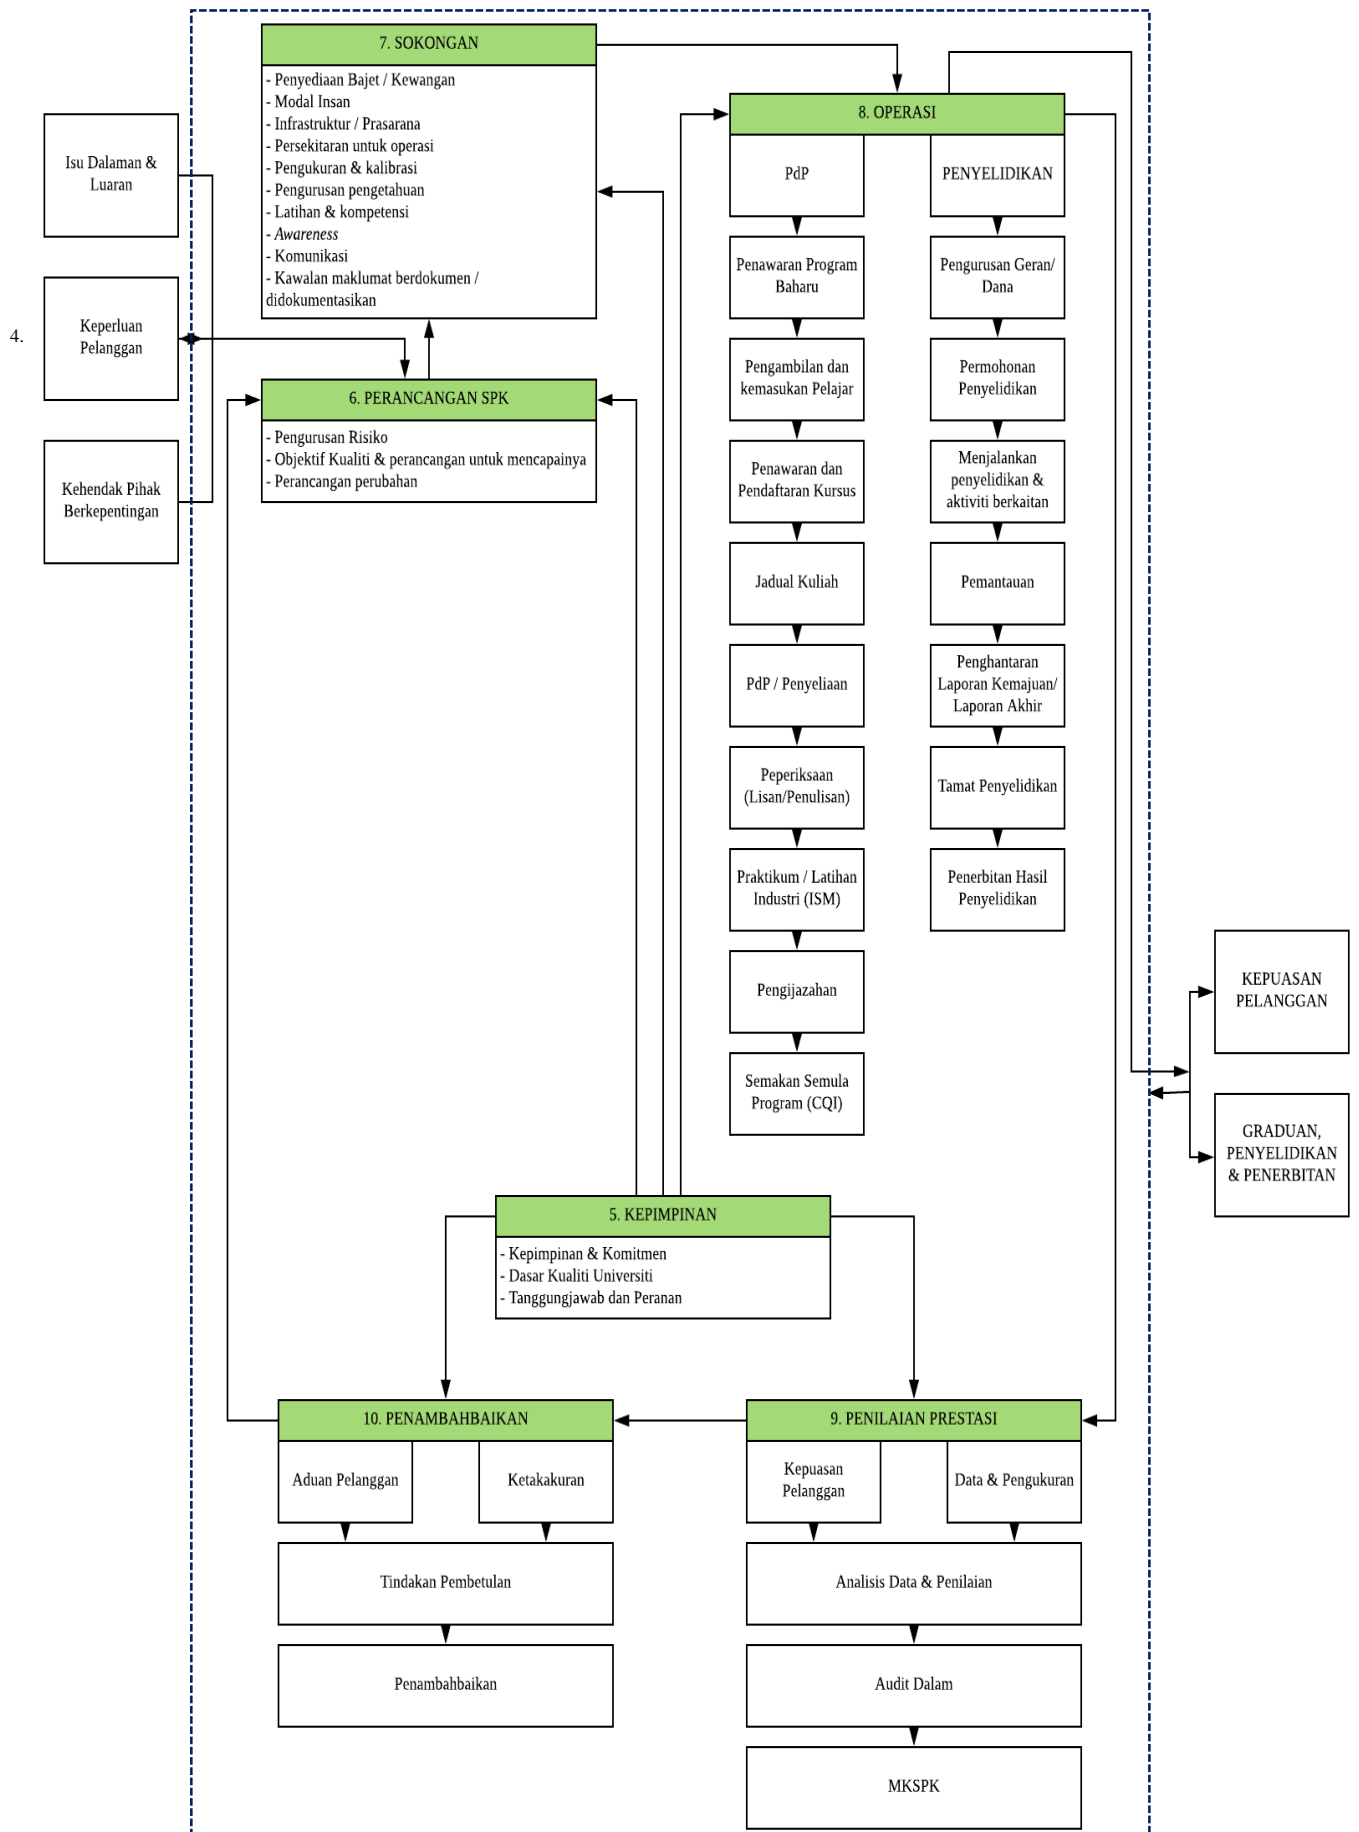 4.
Isu Dalaman &
Luaran
Keperluan
Pelanggan
Kehendak Pihak
Berkepentingan
7. SOKONGAN
- Penyediaan Bajet / Kewangan
- Modal Insan
- Infrastruktur / Prasarana
- Persekitaran untuk operasi
- Pengukuran & kalibrasi
- Pengurusan pengetahuan
- Latihan & kompetensi
- Awareness
- Komunikasi
- Kawalan maklumat berdokumen /
didokumentasikan
6. PERANCANGAN SPK
- Pengurusan Risiko
- Objektif Kualiti & perancangan untuk mencapainya
- Perancangan perubahan
8. OPERASI
PdP
Penawaran Program
Baharu
Pengambilan dan
kemasukan Pelajar
Penawaran dan
Pendaftaran Kursus
Jadual Kuliah
PdP / Penyeliaan
Peperiksaan
(Lisan/Penulisan)
Praktikum / Latihan
Industri (ISM)
Pengijazahan
Semakan Semula
Program (CQI)
PENYELIDIKAN
Pengurusan Geran/
Dana
Permohonan
Penyelidikan
Menjalankan
penyelidikan &
aktiviti berkaitan
Pemantauan
Penghantaran
Laporan Kemajuan/
Laporan Akhir
Tamat Penyelidikan
Penerbitan Hasil
Penyelidikan
KEPUASAN
PELANGGAN
GRADUAN,
PENYELIDIKAN
& PENERBITAN
5. KEPIMPINAN
- Kepimpinan & Komitmen
- Dasar Kualiti Universiti
- Tanggungjawab dan Peranan
10. PENAMBAHBAIKAN
Aduan Pelanggan
Ketakakuran
Tindakan Pembetulan
Penambahbaikan
9. PENILAIAN PRESTASI
Kepuasan
Pelanggan
Data & Pengukuran
Analisis Data & Penilaian
Audit Dalam
MKSPK